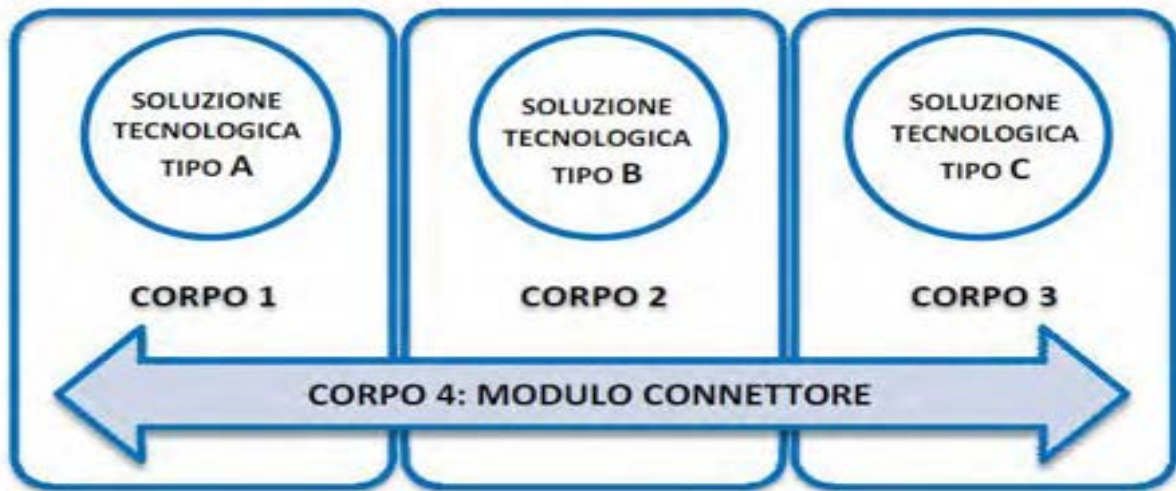 SOLUZIONE
TECNOLOGICA
TIPO A
SOLUZIONE
TECNOLOGICA
TIPO B
SOLUZIONE
TECNOLOGICA
TIPO C
CORPO 1
CORPO 2
CORPO 3
CORPO 4: MODULO CONNETTORE